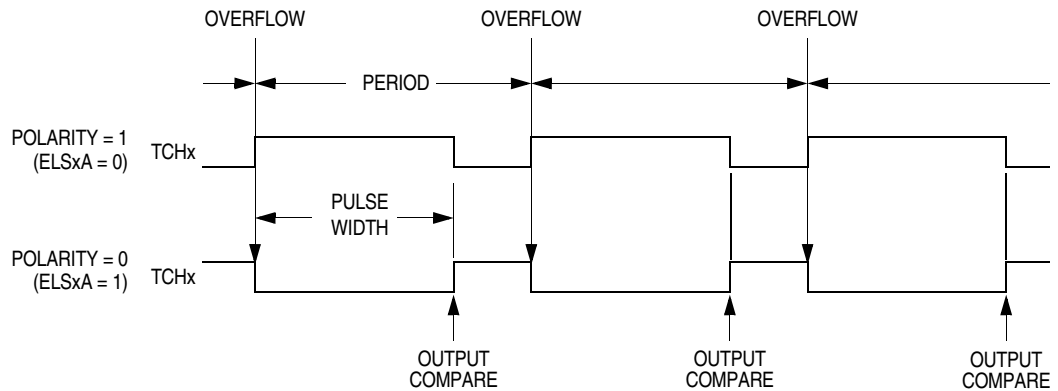 OVERFLOW
OVERFLOW
OVERFLOW
PERIOD
POLARITY = 1
(ELSxA = 0)
TCHx
PULSE
WIDTH
POLARITY = 0
(ELSxA = 1)
TCHx
OUTPUT
COMPARE
OUTPUT
COMPARE
OUTPUT
COMPARE